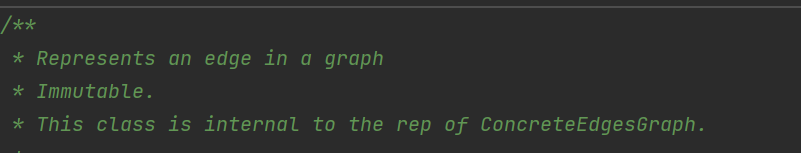 /**
* Represents an edge in a graph
* Immutable.
* This class is internal to the rep of ConcreteEdgesGraph.